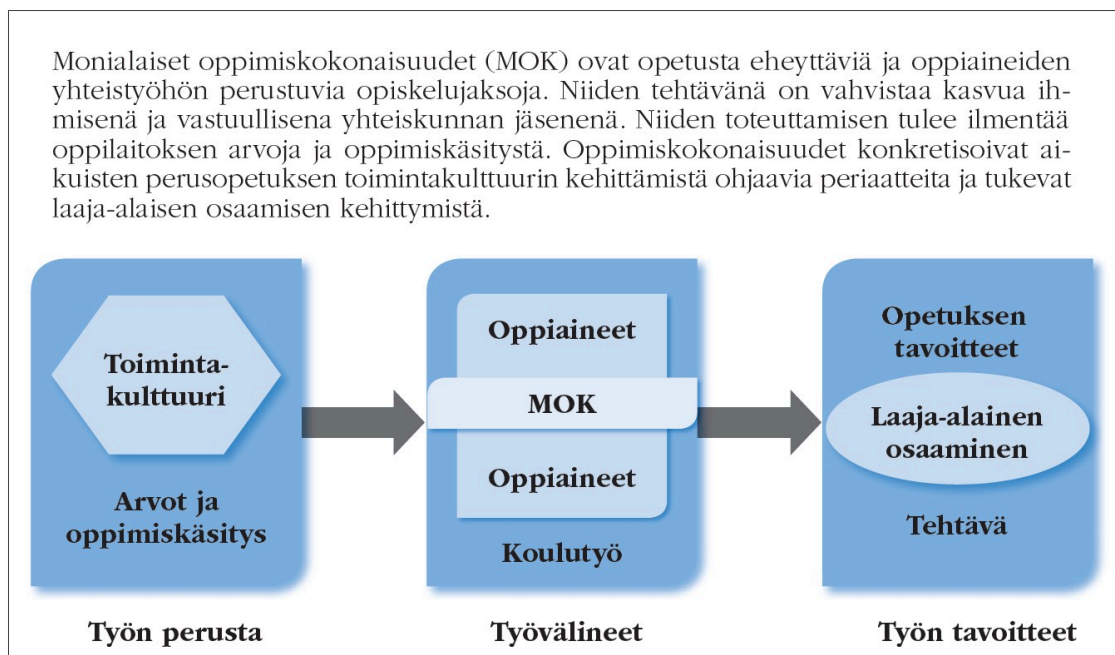 Monialaiset oppimiskokonaisuudet (MOK) ovat opetusta eheyttäviä ja oppiaineiden
yhteistyöhön perustuvia opiskelujaksoja. Niiden tehtävänä on vahvistaa kasvua ih-
misenä ja vastuullisena yhteiskunnan jäsenenä. Niiden toteuttamisen tulee ilmentää
oppilaitoksen arvoja ja oppimiskäsitystä. Oppimiskokonaisuudet konkretisoivat ai-
kuisten perusopetuksen toimintakulttuurin kehittämistä ohjaavia periaatteita ja tukevat
laaja-alaisen osaamisen kehittymistä.
Toiminta-
kulttuuri
Arvot ja
oppimiskäsitys
Työn perusta
Oppiaineet
MOK
Oppiaineet
Koulutyö
Työvälineet
Opetuksen
tavoitteet
Laaja-alainen
osaaminen
Tehtävä
Työn tavoitteet